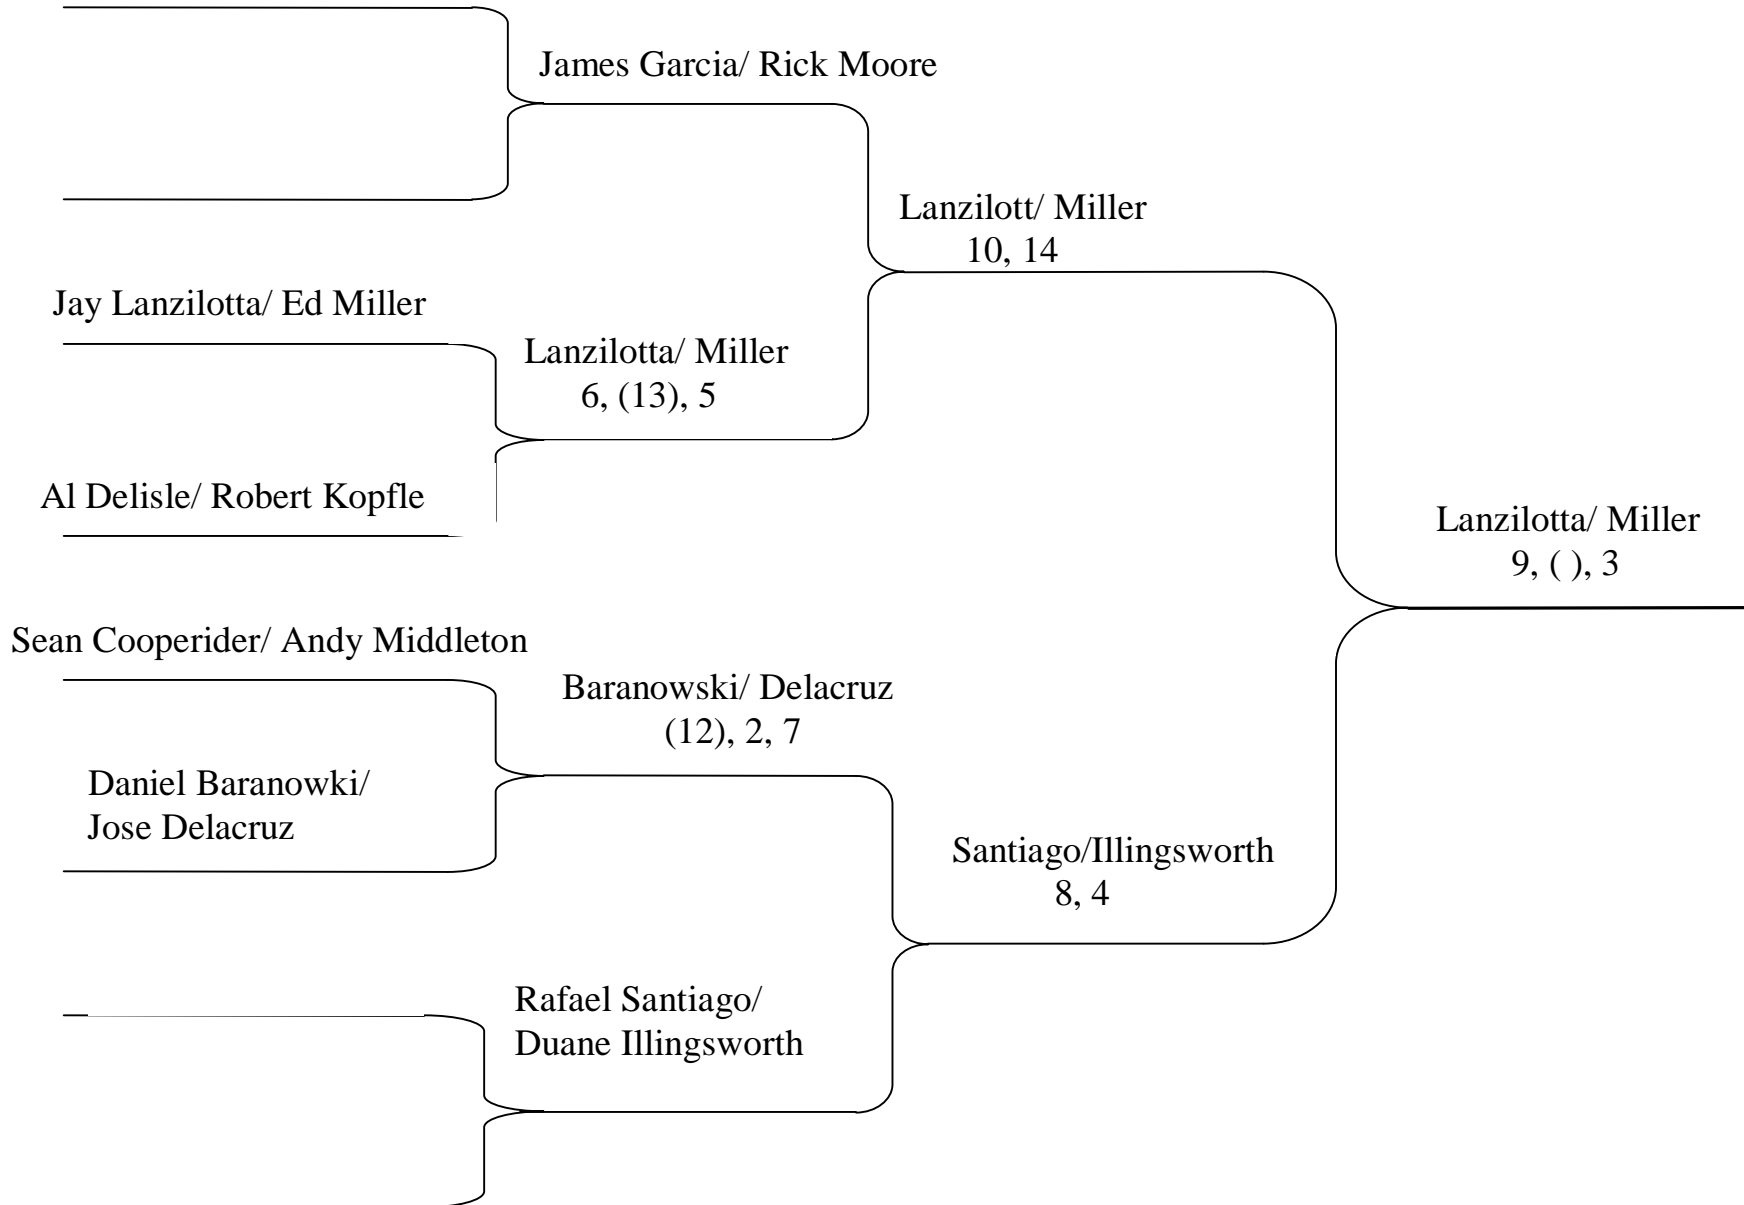 James Garcia/ Rick Moore
Lanzilott/ Miller
10, 14
Jay Lanzilotta/ Ed Miller
Lanzilotta/ Miller
6, (13), 5
Al Delisle/ Robert Kopfle
Lanzilotta/ Miller
9, ( ), 3
Sean Cooperider/ Andy Middleton
Baranowski/ Delacruz
(12), 2, 7
Daniel Baranowki/
Jose Delacruz
Santiago/Illingsworth
8, 4
Rafael Santiago/
Duane Illingsworth